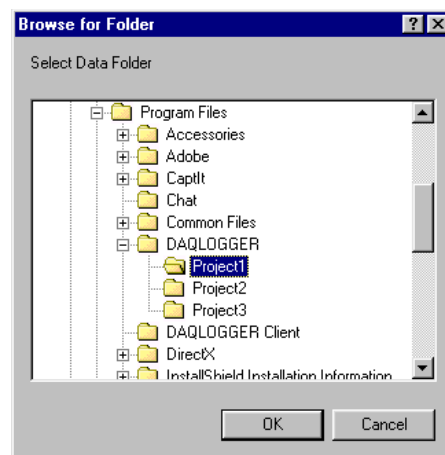 Browse for Folder
Select Data Folder
Program Files
Accessories
Adobe
CaptIt
Chat
Common Files
DAQLOGGER
Project1
Project2
Project3
DAQLOGGER Client
DirectX
InstallShield Installation Information
OK Cancel